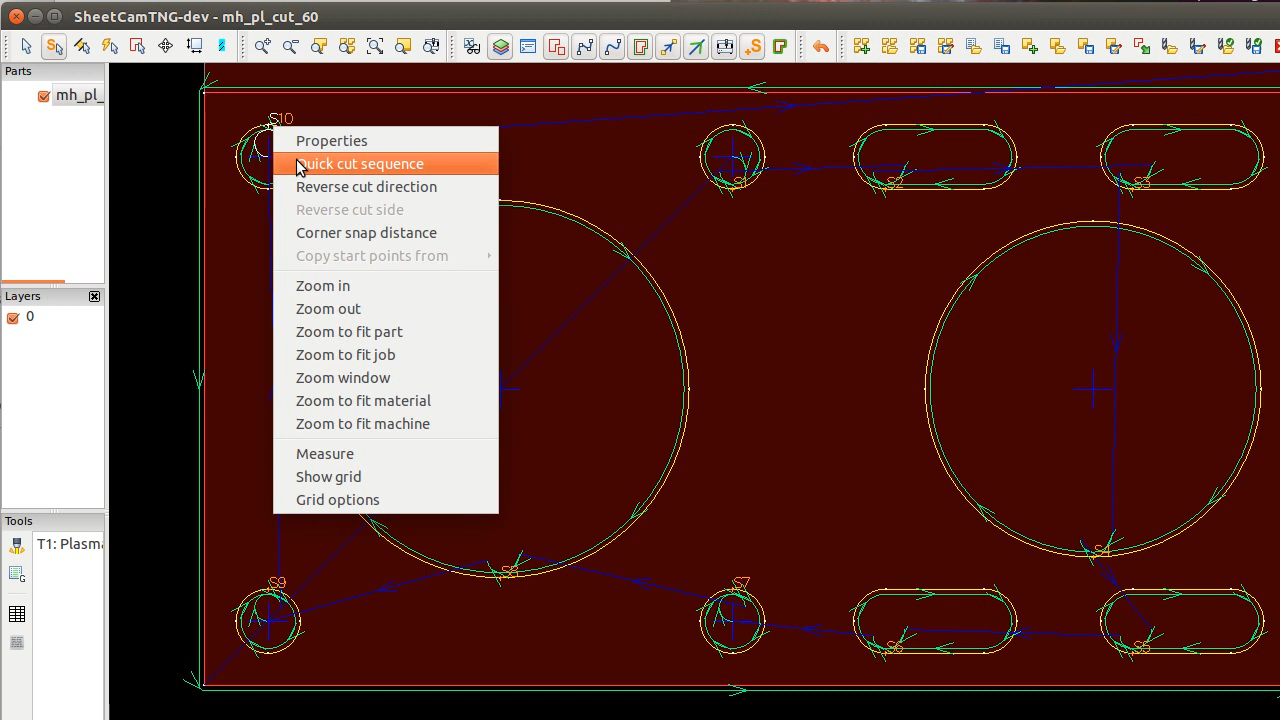 SheetCamTNG-dev - mh_pl_cut_60
Parts
mh_pl_
Layers
0
Tools
T1: Plasma
S10
Properties
Quick cut sequence
Reverse cut direction
Reverse cut side
Corner snap distance
Copy start points from
Zoom in
Zoom out
Zoom to fit part
Zoom to fit job
Zoom window
Zoom to fit material
Zoom to fit machine
Measure
Show grid
Grid options
S1
S2
S3
S4
S8
S9
S7
S6
S5